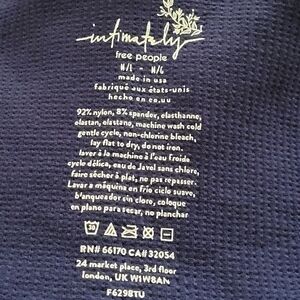 intimately
free people
made in usa
fabriqué aux états-unis
hecho en ee.uu
92% nylon, 8% spandex, elasthanne,
elastan, elastano, machine wash cold
gentle cycle, non-chlorine bleach,
lay flat to dry, do not iron.
laver à la machine à l'eau froide
cycle délica, eau de Javel sans chlore,
faire sécher à plat, no pas repasser.
Lavar a máquina en frío ciclo suave,
blanqueador sin cloro, coloque
en plano para secar, no planchar
30
RN# 66170 CA# 32054
24 market place, 3rd floor
london, UK W1W8AN
F629BTU